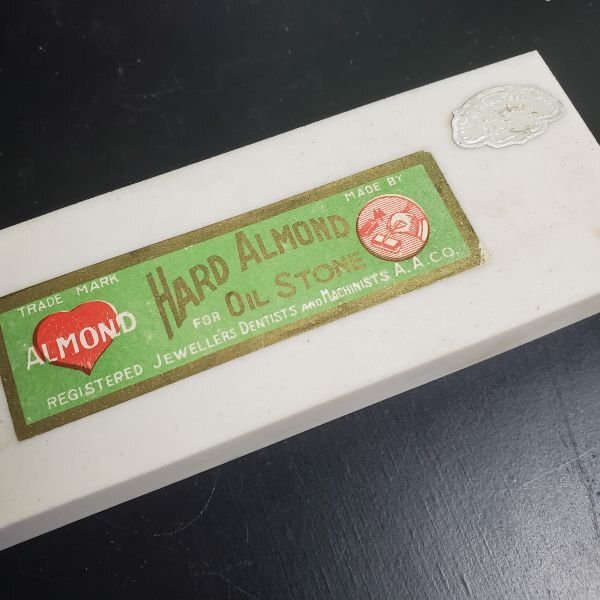 TRADE MARK
ALMOND
REGISTERED
HARD ALMOND
OIL STONE
FOR JEWELLERS DENTISTS AND MACHINISTS
MADE BY
A.A.CO.